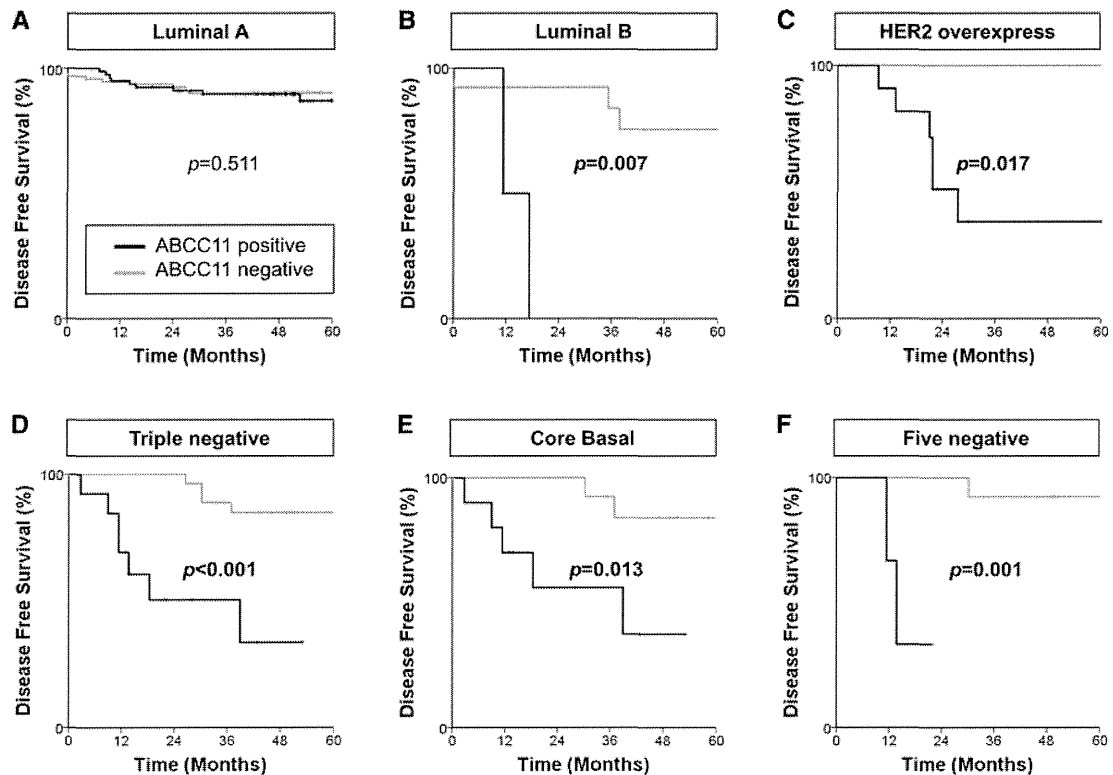 A
Luminal A
Disease Free Survival (%)
100
0
p=0.511
ABCC11 positive
ABCC11 negative
0 12 24 36 48 60
Time (Months)
B
Luminal B
Disease Free Survival (%)
100
0
p=0.007
0 12 24 36 48 60
Time (Months)
C
HER2 overexpress
Disease Free Survival (%)
100
0
p=0.017
0 12 24 36 48 60
Time (Months)
D
Triple negative
Disease Free Survival (%)
100
0
p<0.001
0 12 24 36 48 60
Time (Months)
E
Core Basal
Disease Free Survival (%)
100
0
p=0.013
0 12 24 36 48 60
Time (Months)
F
Five negative
Disease Free Survival (%)
100
0
p=0.001
0 12 24 36 48 60
Time (Months)